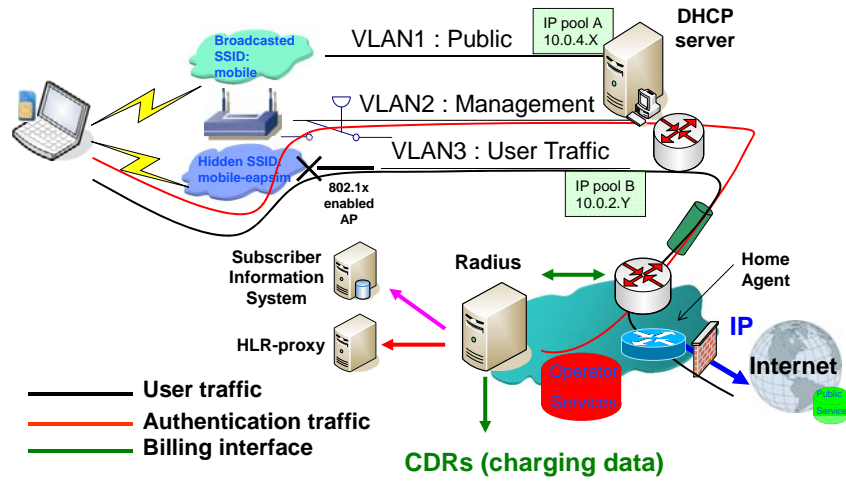 Broadcasted
SSID:
mobile
VLAN1 : Public
IP pool A
10.0.4.X
DHCP
server
VLAN2 : Management
Hidden SSID:
mobile-eapsim
VLAN3 : User Traffic
802.1x
enabled
AP
IP pool B
10.0.2.Y
Subscriber
Information
System
Radius
Home
Agent
HLR-proxy
IP
Internet
Operator
Services
Public
Service
User traffic
Authentication traffic
Billing interface
CDRs (charging data)